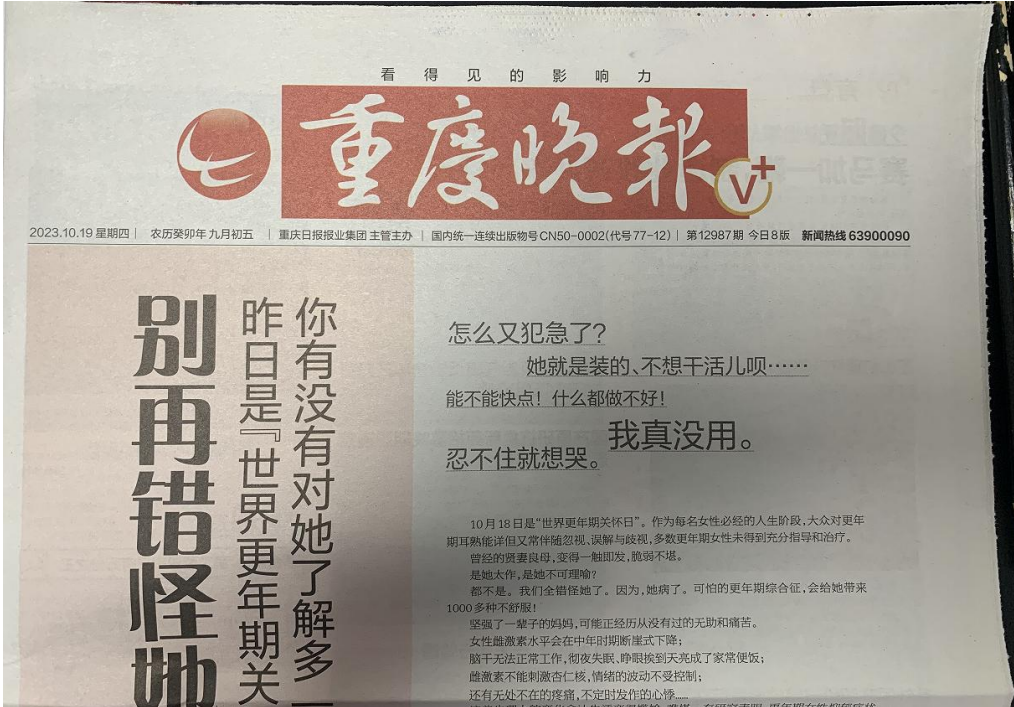 看得见的影响力
重慶晚報
V+
2023.10.19 星期四 | 农历癸卯年 九月初五 | 重庆日报报业集团 主管主办 | 国内统一连续出版物号 CN50-0002(代号77-12) | 第12987期 今日8版 新闻热线 63900090
别再错怪她
昨日是『世界更年期关
你有没有对她了解多一
怎么又犯急了?
她就是装的、不想干活儿呗……
能不能快点!什么都做不好!
我真没用。
忍不住就想哭。
10月18日是“世界更年期关怀日”。作为每名女性必经的人生阶段,大众对更年
期耳熟能详但又常伴随忽视、误解与歧视,多数更年期女性未得到充分指导和治疗。
曾经的贤妻良母,变得一触即发,脆弱不堪。
是她太作,是她不可理喻?
都不是。我们全错怪她了。因为,她病了。可怕的更年期综合征,会给她带来
1000多种不舒服!
坚强了一辈子的妈妈,可能正经历从没有过的无助和痛苦。
女性雌激素水平会在中年时期断崖式下降;
脑干无法正常工作,彻夜失眠、睁眼挨到天亮成了家常便饭;
雌激素不能刺激杏仁核,情绪的波动不受控制;
还有无处不在的疼痛,不定时发作的心悸……